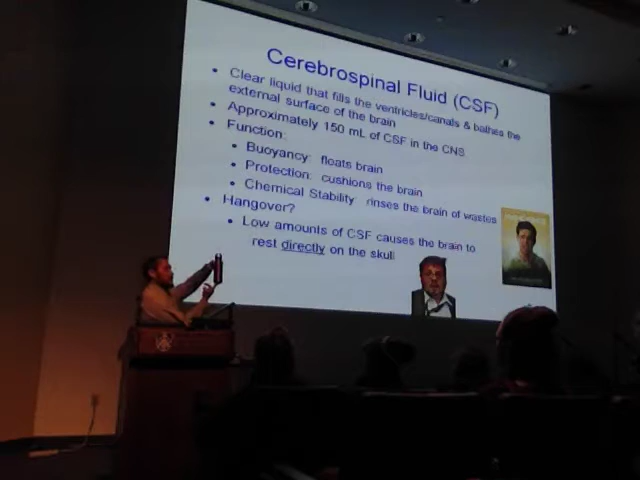 Cerebrospinal Fluid (CSF)
• Clear liquid that fills the ventricles/canals & bathes the
external surface of the brain
• Approximately 150 mL of CSF in the CNS
• Function:
• Buoyancy: floats brain
• Protection: cushions the brain
• Chemical Stability: rinses the brain of wastes
• Hangover?
• Low amounts of CSF causes the brain to
rest directly on the skull